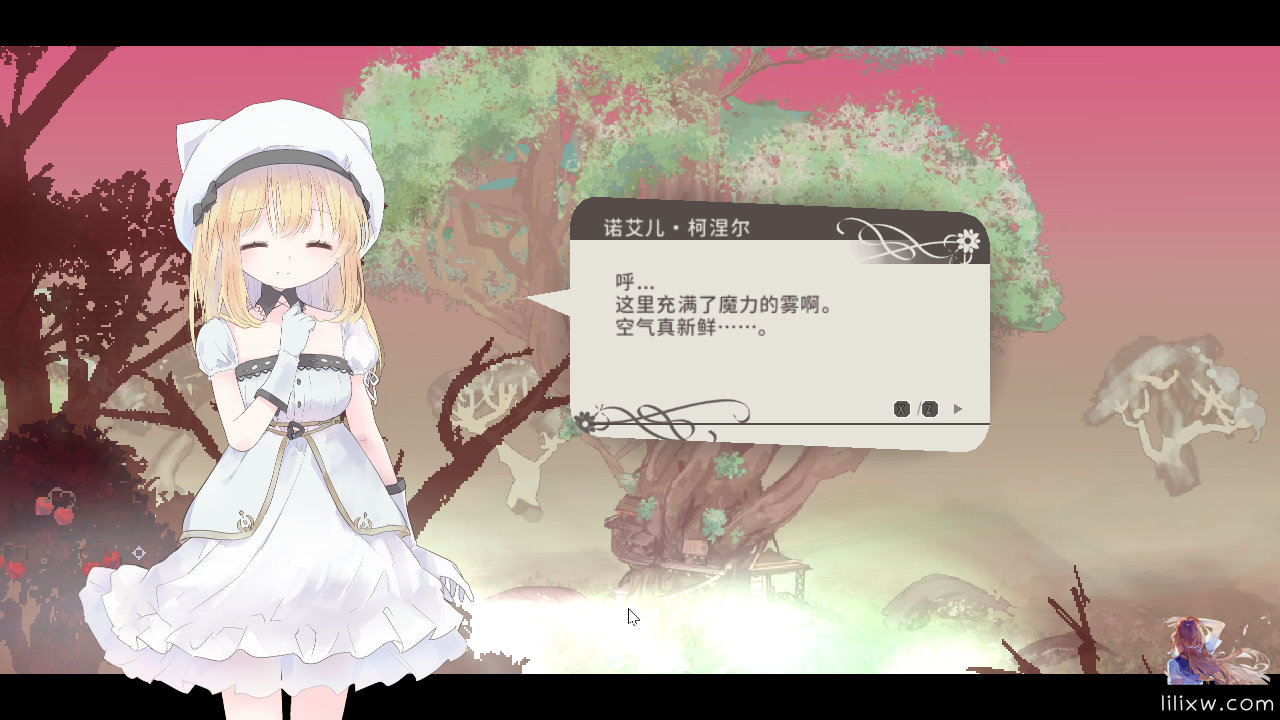 诺艾儿·柯涅尔
呼...
这里充满了魔力的雾啊。
空气真新鲜……。
X / Z
lilixw.com